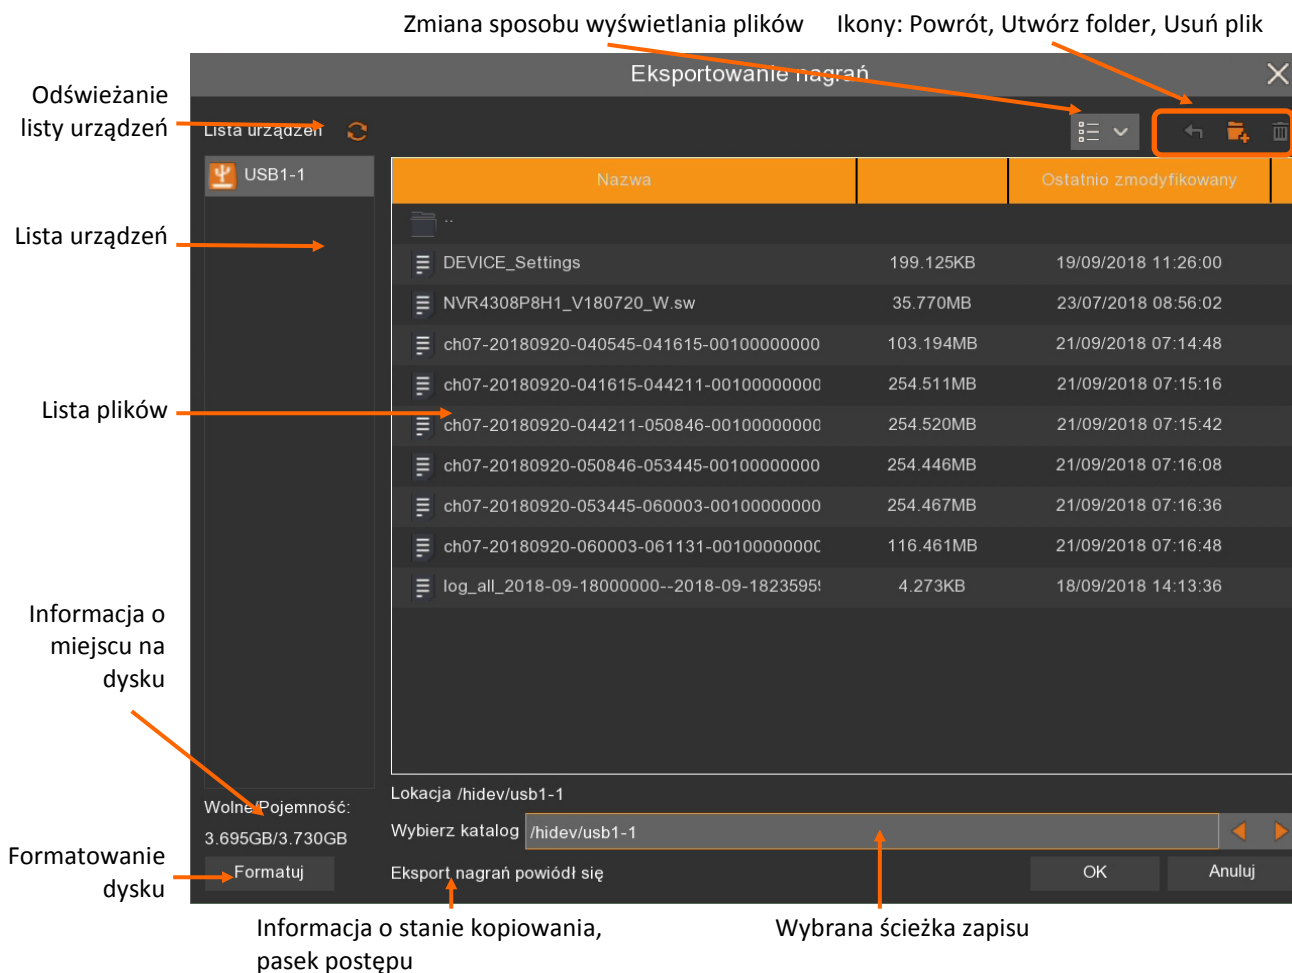 Zmiana sposobu wyświetlania plików
Ikony: Powrót, Utwórz folder, Usuń plik
Eksportowanie nagrań
Odświeżanie
listy urządzeń
Lista urządzeń
USB1-1
Nazwa
Ostatnio zmodyfikowany
..
Lista urządzeń
DEVICE_Settings 199.125KB 19/09/2018 11:26:00
NVR4308P8H1_V180720_W.sw 35.770MB 23/07/2018 08:56:02
ch07-20180920-040545-041615-00100000000 103.194MB 21/09/2018 07:14:48
ch07-20180920-041615-044211-00100000000 254.511MB 21/09/2018 07:15:16
Lista plików
ch07-20180920-044211-050846-00100000000 254.520MB 21/09/2018 07:15:42
ch07-20180920-050846-053445-00100000000 254.446MB 21/09/2018 07:16:08
ch07-20180920-053445-060003-00100000000 254.467MB 21/09/2018 07:16:36
ch07-20180920-060003-061131-00100000000 116.461MB 21/09/2018 07:16:48
log_all_2018-09-18000000--2018-09-18235959 4.273KB 18/09/2018 14:13:36
Informacja o
miejscu na
dysku
Lokacja /hidev/usb1-1
Wolne/Pojemność:
3.695GB/3.730GB
Wybierz katalog /hidev/usb1-1
Formatowanie
dysku
Formatuj
Eksport nagrań powiódł się
OK
Anuluj
Informacja o stanie kopiowania,
pasek postępu
Wybrana ścieżka zapisu